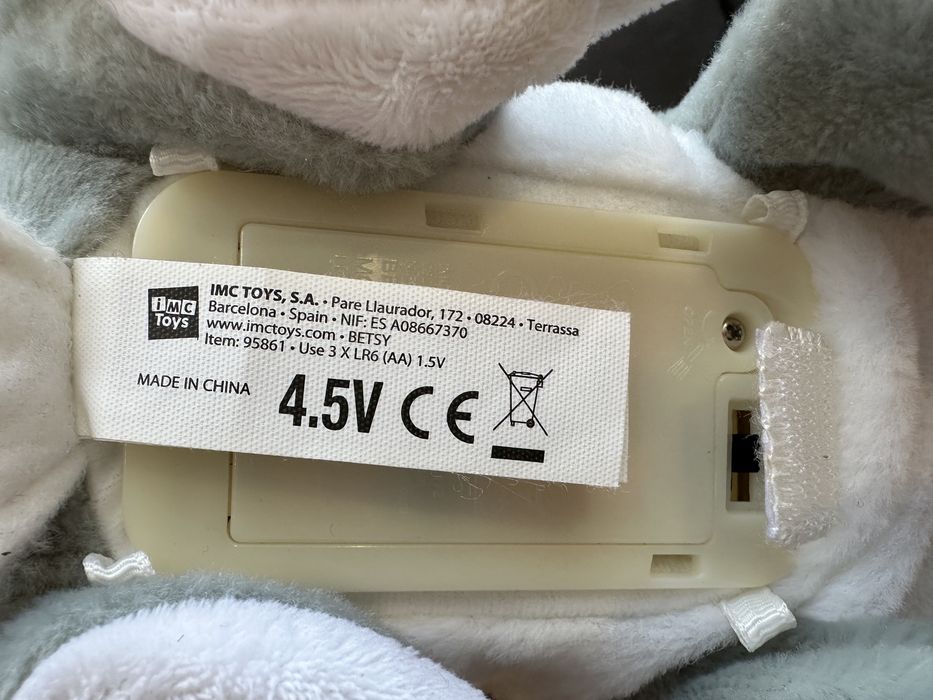 iMC
Toys
IMC TOYS, S.A. • Pare Llaurador, 172 • 08224 • Terrassa
Barcelona • Spain • NIF: ES A08667370
www.imctoys.com • BETSY
Item: 95861 • Use 3 X LR6 (AA) 1.5V
MADE IN CHINA
4.5V CE